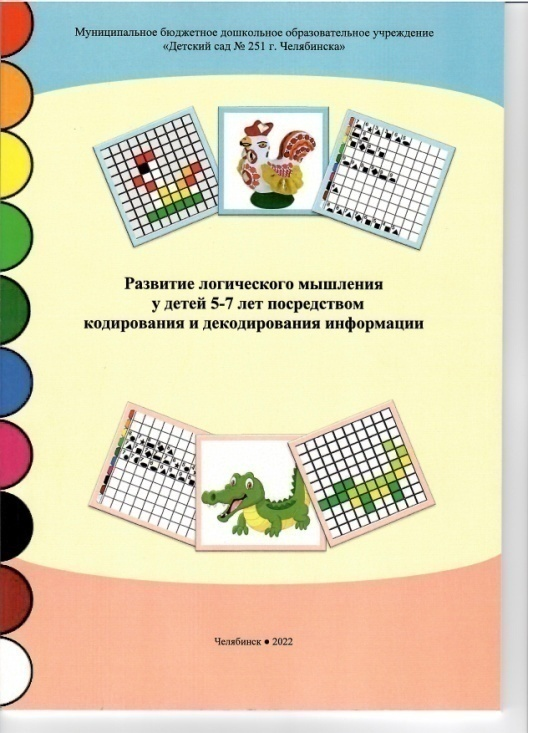 Муниципальное бюджетное дошкольное образовательное учреждение
«Детский сад № 251 г. Челябинска»
Развитие логического мышления
у детей 5-7 лет посредством
кодирования и декодирования информации
Челябинск ● 2022